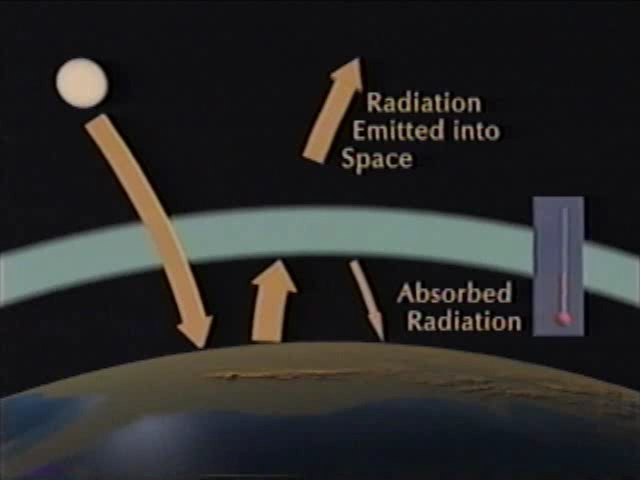 Radiation
Emitted into
Space
Absorbed
Radiation